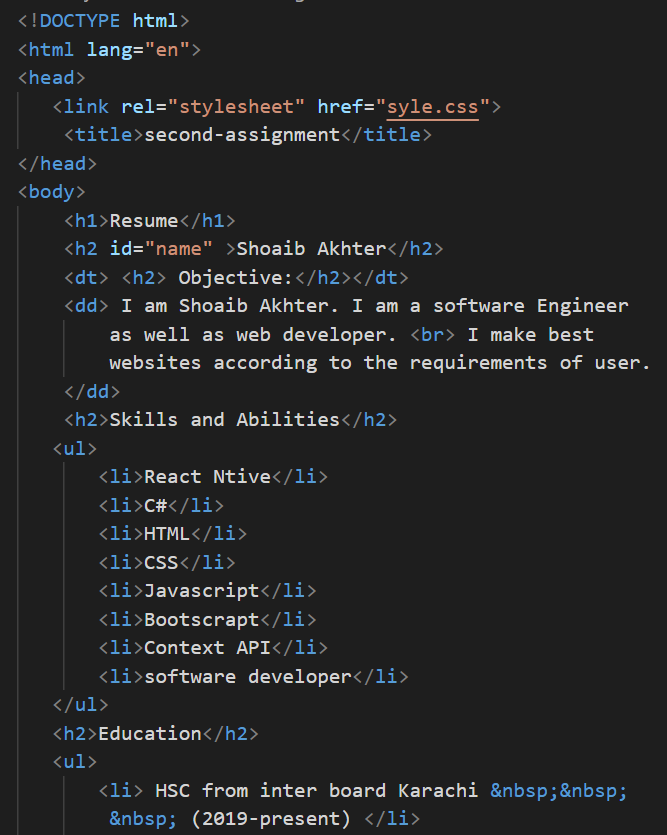 <!DOCTYPE html>
<html lang="en">
<head>
   <link rel="stylesheet" href="syle.css">
    <title>second-assignment</title>
</head>
<body>
    <h1>Resume</h1>
    <h2 id="name" >Shoaib Akhter</h2>
    <dt> <h2> Objective:</h2></dt>
    <dd> I am Shoaib Akhter. I am a software Engineer
        as well as web developer. <br> I make best
        websites according to the requirements of user.
    </dd>
    <h2>Skills and Abilities</h2>
   <ul>
       <li>React Ntive</li>
       <li>C#</li>
       <li>HTML</li>
       <li>CSS</li>
       <li>Javascript</li>
       <li>Bootscrapt</li>
       <li>Context API</li>
       <li>software developer</li>
   </ul>
   <h2>Education</h2>
   <ul>
       <li> HSC from inter board Karachi &nbsp;&nbsp;
        &nbsp; (2019-present) </li>